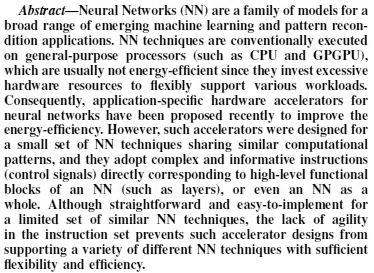 Abstract—Neural Networks (NN) are a family of models for a
broad range of emerging machine learning and pattern recon-
dition applications. NN techniques are conventionally executed
on general-purpose processors (such as CPU and GPGPU),
which are usually not energy-efficient since they invest excessive
hardware resources to flexibly support various workloads.
Consequently, application-specific hardware accelerators for
neural networks have been proposed recently to improve the
energy-efficiency. However, such accelerators were designed for
a small set of NN techniques sharing similar computational
patterns, and they adopt complex and informative instructions
(control signals) directly corresponding to high-level functional
blocks of an NN (such as layers), or even an NN as a
whole. Although straightforward and easy-to-implement for
a limited set of similar NN techniques, the lack of agility
in the instruction set prevents such accelerator designs from
supporting a variety of different NN techniques with sufficient
flexibility and efficiency.